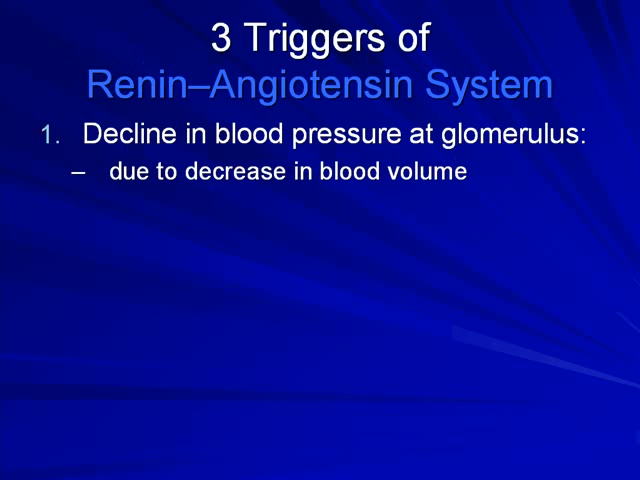 3 Triggers of
Renin–Angiotensin System
1. Decline in blood pressure at glomerulus:
– due to decrease in blood volume